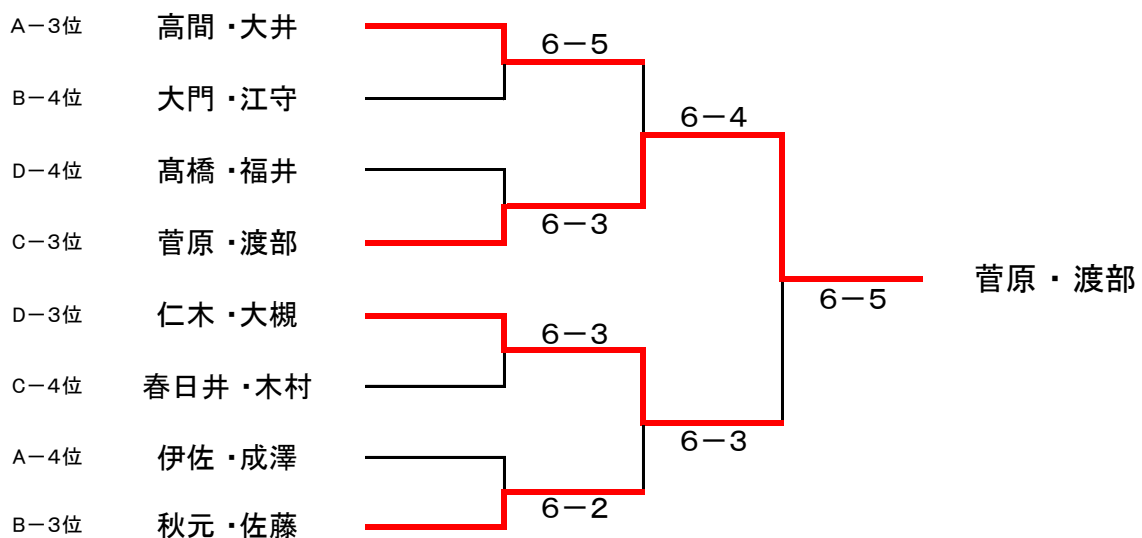 A－3位 高間・大井
6－5
B－4位 大門・江守
6－4
D－4位 髙橋・福井
6－3
C－3位 菅原・渡部
菅原・渡部
6－5
D－3位 仁木・大槻
6－3
C－4位 春日井・木村
6－3
A－4位 伊佐・成澤
6－2
B－3位 秋元・佐藤